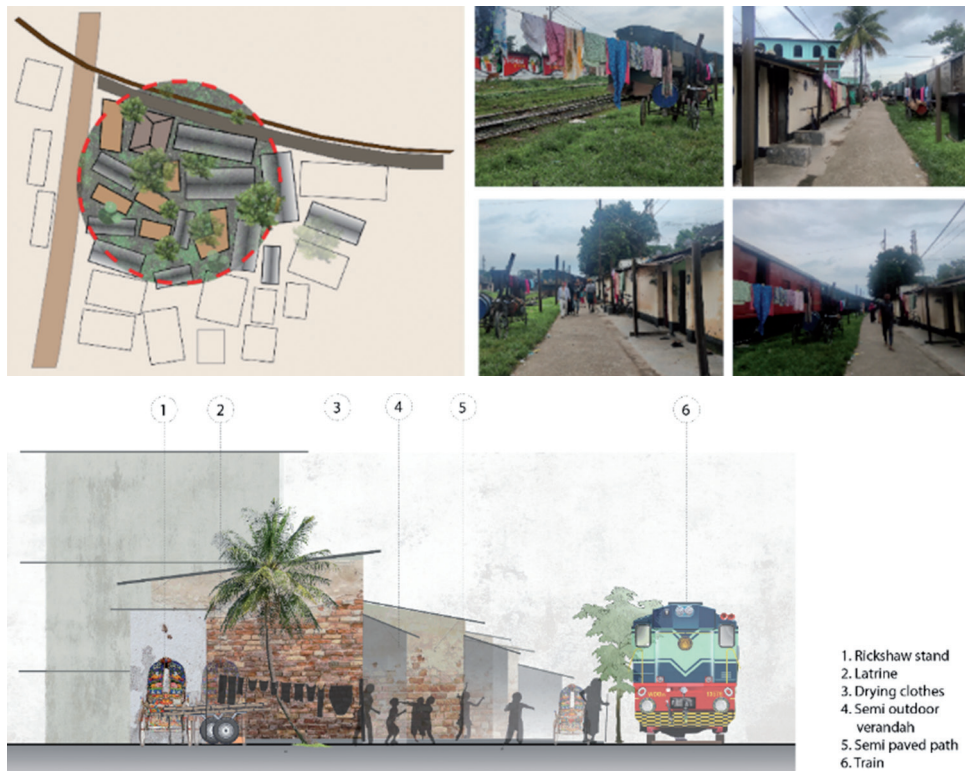 1
2
3
4
5
6
1. Rickshaw stand
2. Latrine
3. Drying clothes
4. Semi outdoor
verandah
5. Semi paved path
6. Train